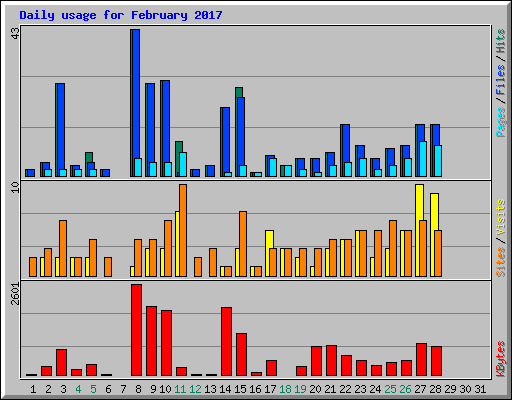 Daily usage for February 2017
43
Pages / Files / Hits
10
Sites / Visits
2601
KBytes
1 2 3 4 5 6 7 8 9 10 11 12 13 14 15 16 17 18 19 20 21 22 23 24 25 26 27 28 29 30 31